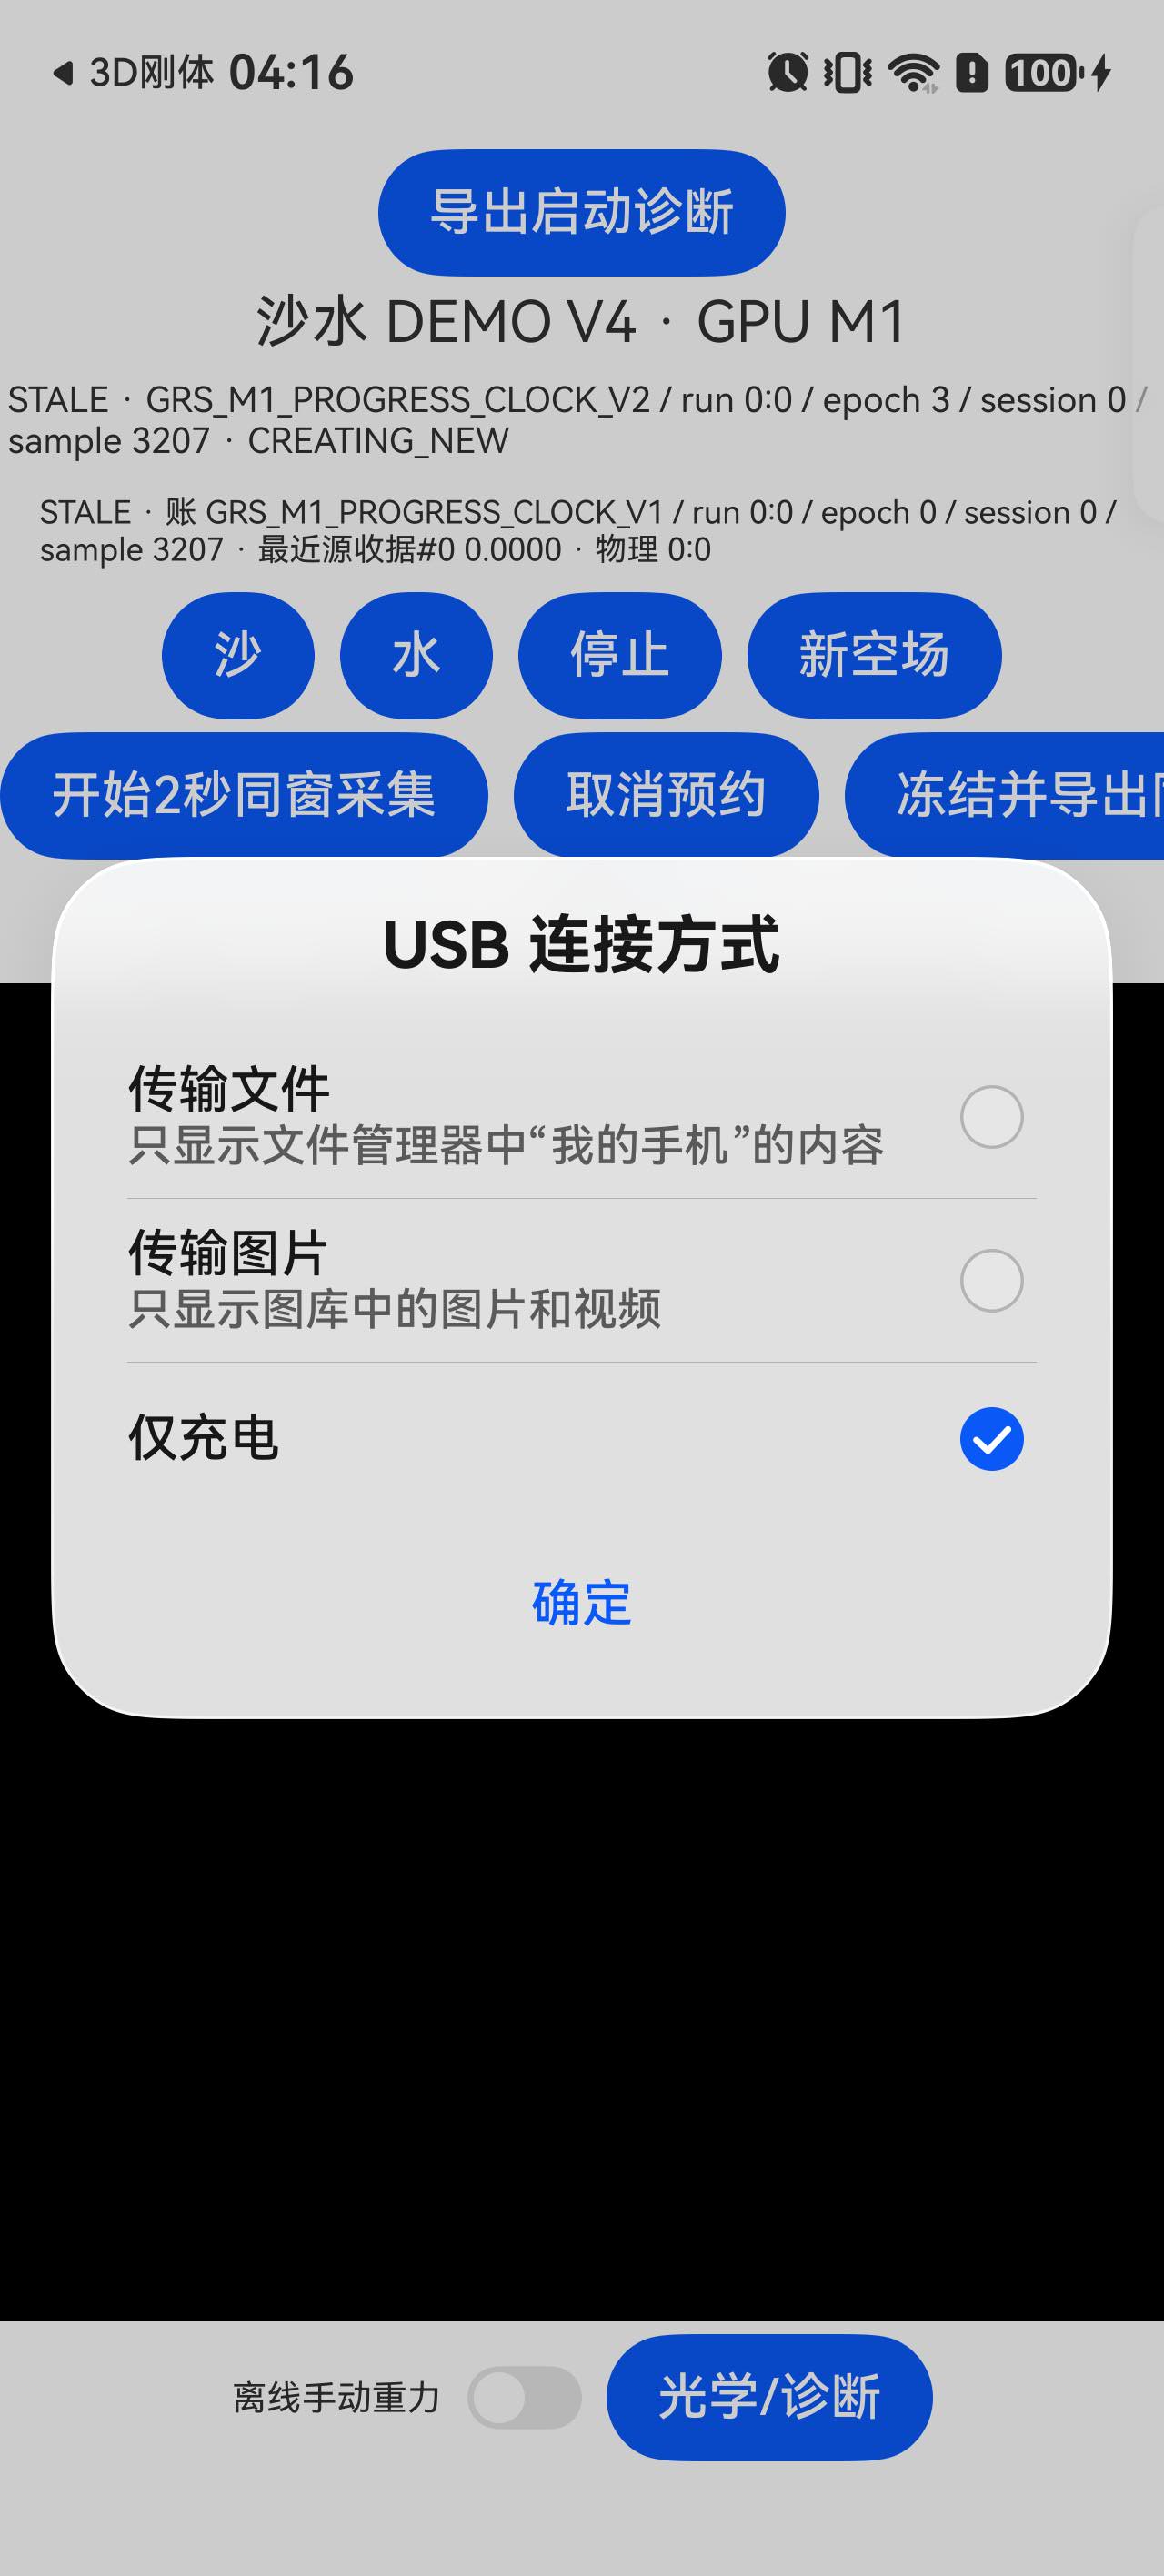 3D刚体 04:16 100
导出启动诊断
沙水 DEMO V4 · GPU M1
STALE · GRS_M1_PROGRESS_CLOCK_V2 / run 0:0 / epoch 3 / session 0 /
sample 3207 · CREATING_NEW
STALE · 账 GRS_M1_PROGRESS_CLOCK_V1 / run 0:0 / epoch 0 / session 0 /
sample 3207 · 最近源收据#0 0.0000 · 物理 0:0
沙 水 停止 新空场
开始2秒同窗采集 取消预约 冻结并导出
USB 连接方式
传输文件
只显示文件管理器中“我的手机”的内容
传输图片
只显示图库中的图片和视频
仅充电
确定
离线手动重力 光学/诊断